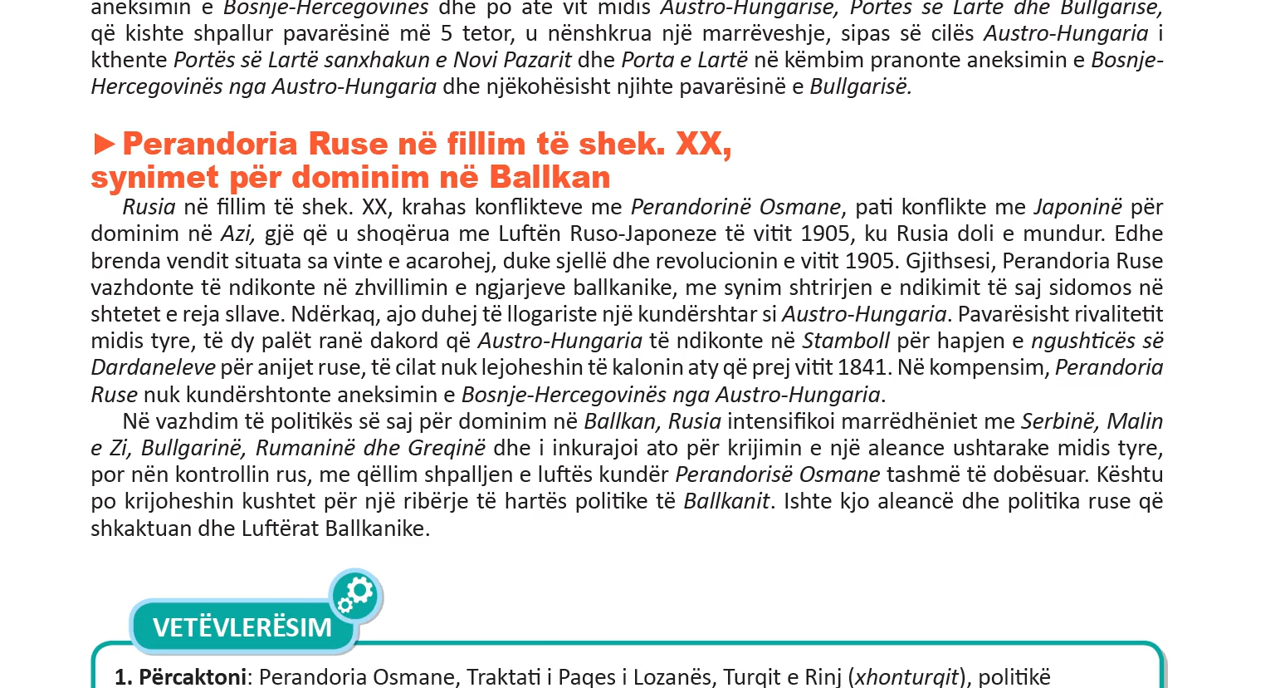 aneksimin e Bosnje-Hercegovinës dhe po atë vit midis Austro-Hungarisë, Portës së Lartë dhe Bullgarisë,
që kishte shpallur pavarësinë më 5 tetor, u nënshkrua një marrëveshje, sipas së cilës Austro-Hungaria i
kthente Portës së Lartë sanxhakun e Novi Pazarit dhe Porta e Lartë në këmbim pranonte aneksimin e Bosnje-
Hercegovinës nga Austro-Hungaria dhe njëkohësisht njihte pavarësinë e Bullgarisë.
►Perandoria Ruse në fillim të shek. XX,
synimet për dominim në Ballkan
Rusia në fillim të shek. XX, krahas konflikteve me Perandorinë Osmane, pati konflikte me Japoninë për
dominim në Azi, gjë që u shoqërua me Luftën Ruso-Japoneze të vitit 1905, ku Rusia doli e mundur. Edhe
brenda vendit situata sa vinte e acarohej, duke sjellë dhe revolucionin e vitit 1905. Gjithsesi, Perandoria Ruse
vazhdonte të ndikonte në zhvillimin e ngjarjeve ballkanike, me synim shtrirjen e ndikimit të saj sidomos në
shtetet e reja sllave. Ndërkaq, ajo duhej të llogariste një kundërshtar si Austro-Hungaria. Pavarësisht rivalitetit
midis tyre, të dy palët ranë dakord që Austro-Hungaria të ndikonte në Stamboll për hapjen e ngushticës së
Dardaneleve për anijet ruse, të cilat nuk lejoheshin të kalonin aty që prej vitit 1841. Në kompensim, Perandoria
Ruse nuk kundërshtonte aneksimin e Bosnje-Hercegovinës nga Austro-Hungaria.
Në vazhdim të politikës së saj për dominim në Ballkan, Rusia intensifikoi marrëdhëniet me Serbinë, Malin
e Zi, Bullgarinë, Rumaninë dhe Greqinë dhe i inkurajoi ato për krijimin e një aleance ushtarake midis tyre,
por nën kontrollin rus, me qëllim shpalljen e luftës kundër Perandorisë Osmane tashmë të dobësuar. Kështu
po krijoheshin kushtet për një ribërje të hartës politike të Ballkanit. Ishte kjo aleancë dhe politika ruse që
shkaktuan dhe Luftërat Ballkanike.
VETËVLERËSIM
1. Përcaktoni: Perandoria Osmane, Traktati i Paqes i Lozanës, Turqit e Rinj (xhonturqit), politikë